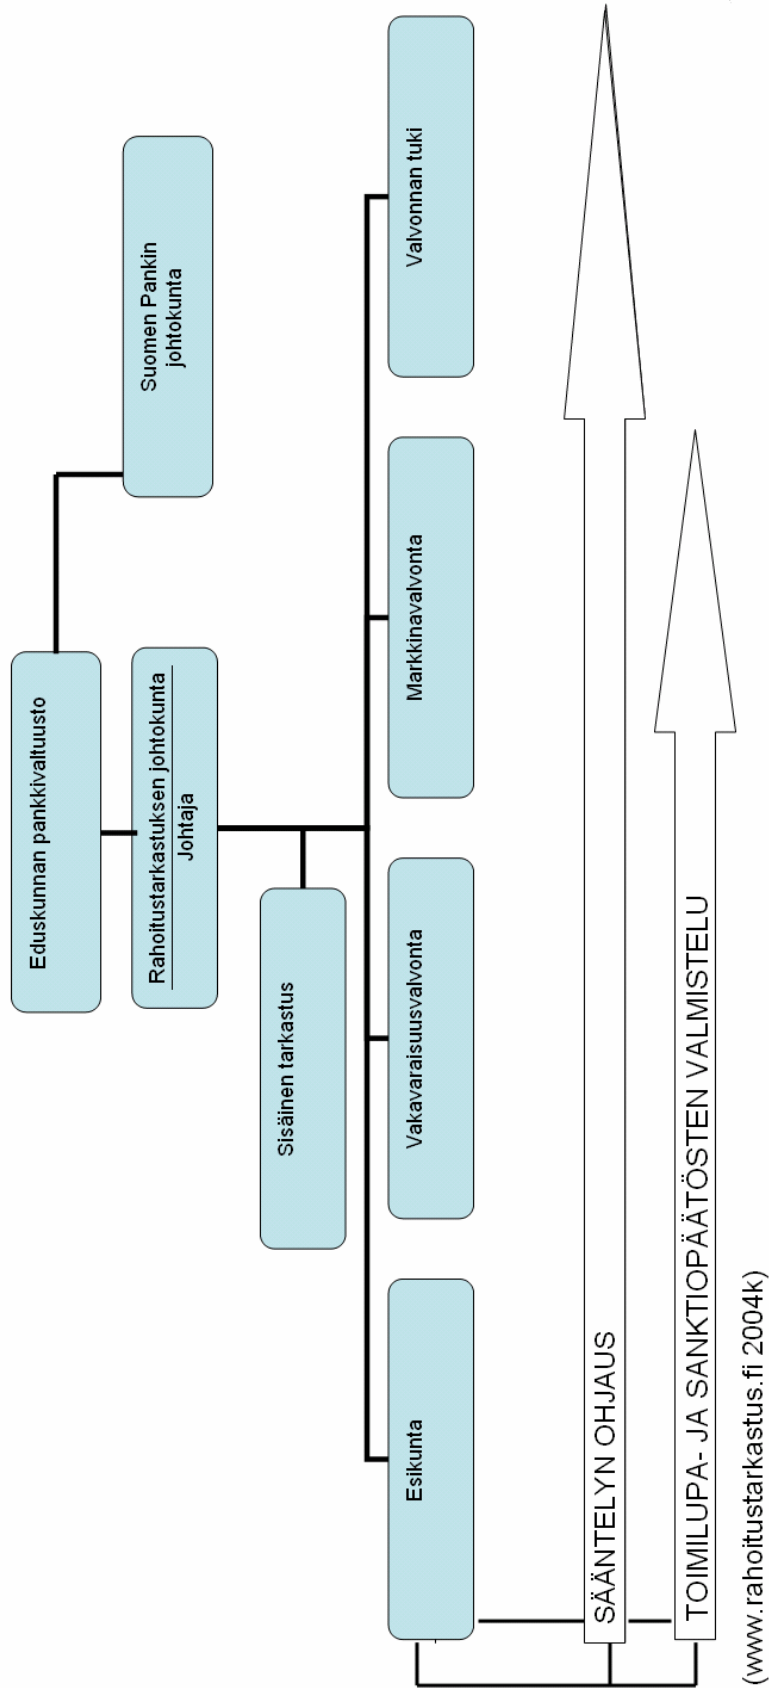 Eduskunnan pankkivaltuusto
Suomen Pankin
johtokunta
Rahoitustarkastuksen johtokunta
Johtaja
Sisäinen tarkastus
Esikunta
Vakavaraisuusvalvonta
Markkinavalvonta
Valvonnan tuki
SÄÄNTELYN OHJAUS
TOIMILUPA- JA SANKTIOPÄÄTÖSTEN VALMISTELU
(www.rahoitustarkastus.fi 2004k)